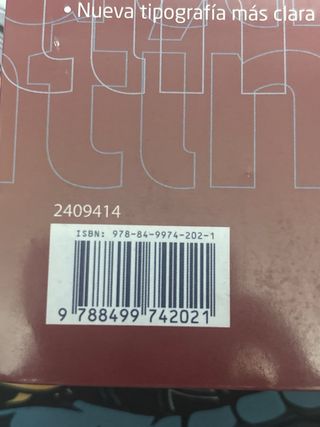 • Nueva tipografía más clara
2409414
ISBN: 978-84-9974-202-1
9 788499 742021